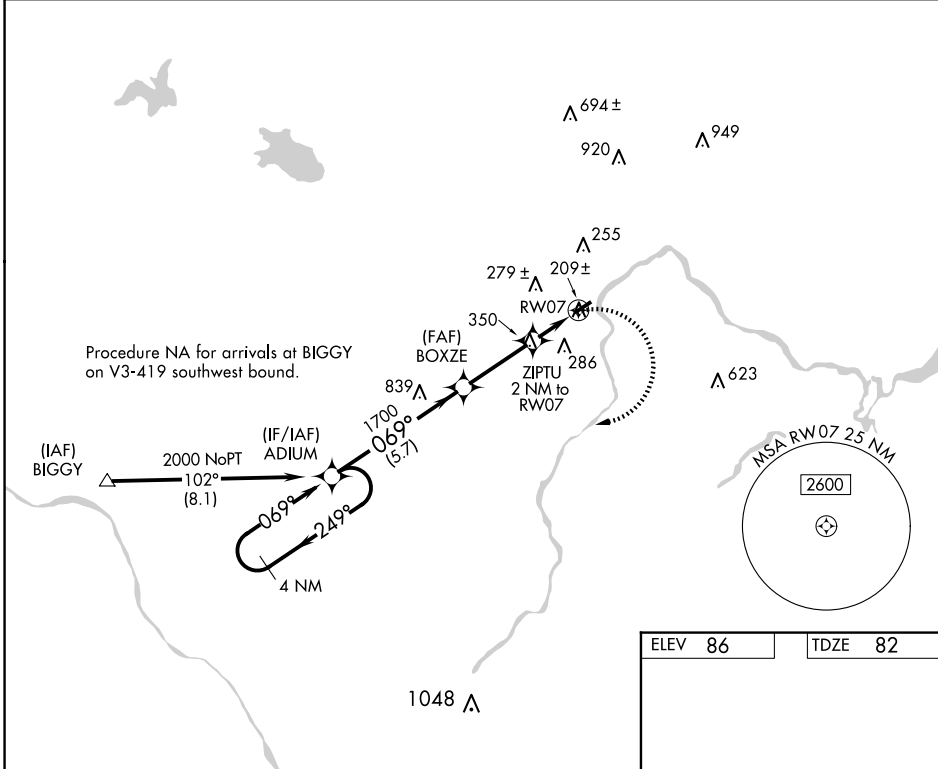 694 ±
949
920
255
279 ±
209 ±
RW07
350
(FAF)
BOXZE
Procedure NA for arrivals at BIGGY
on V3-419 southwest bound.
286
ZIPTU
2 NM to
RW07
839
623
1700
069°
(5.7)
(IF/IAF)
ADIUM
(IAF)
BIGGY
2000 NoPT
102°
(8.1)
MSA RW07 25 NM
2600
069°
249°
4 NM
ELEV 86
TDZE 82
1048